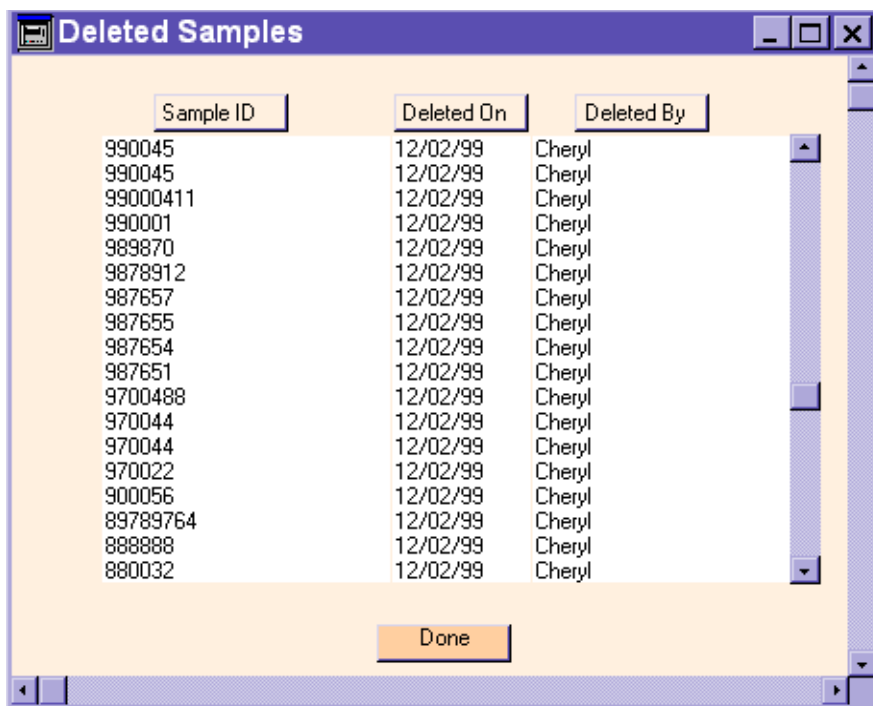 Deleted Samples
Sample ID Deleted On Deleted By
990045 12/02/99 Cheryl
990045 12/02/99 Cheryl
99000411 12/02/99 Cheryl
990001 12/02/99 Cheryl
989870 12/02/99 Cheryl
9878912 12/02/99 Cheryl
987657 12/02/99 Cheryl
987655 12/02/99 Cheryl
987654 12/02/99 Cheryl
987651 12/02/99 Cheryl
9700488 12/02/99 Cheryl
970044 12/02/99 Cheryl
970044 12/02/99 Cheryl
970022 12/02/99 Cheryl
900056 12/02/99 Cheryl
89789764 12/02/99 Cheryl
888888 12/02/99 Cheryl
880032 12/02/99 Cheryl
Done